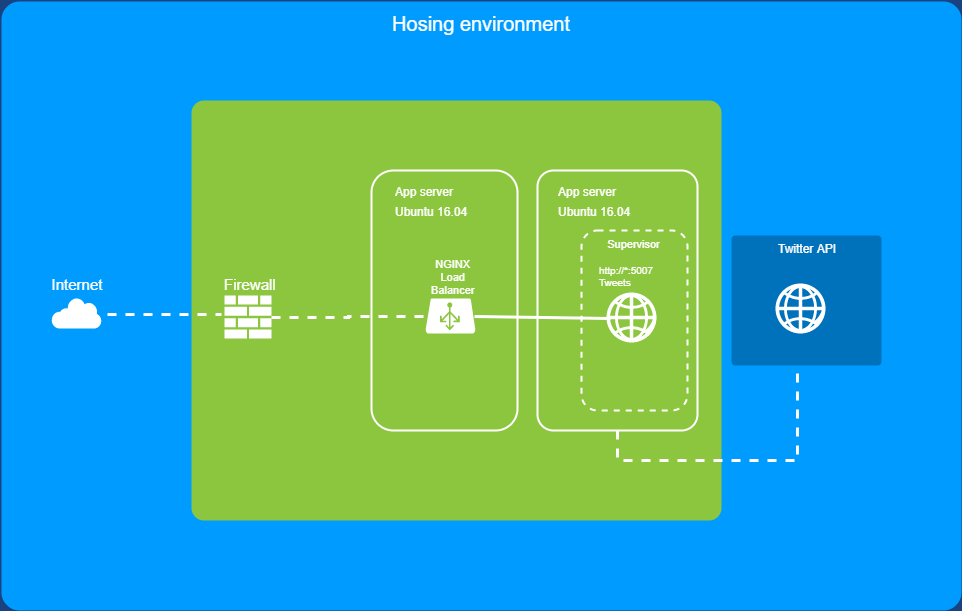 Hosing environment
App server
Ubuntu 16.04
App server
Ubuntu 16.04
Supervisor
http://*:5007
Tweets
Twitter API
NGINX
Load
Balancer
Internet
Firewall